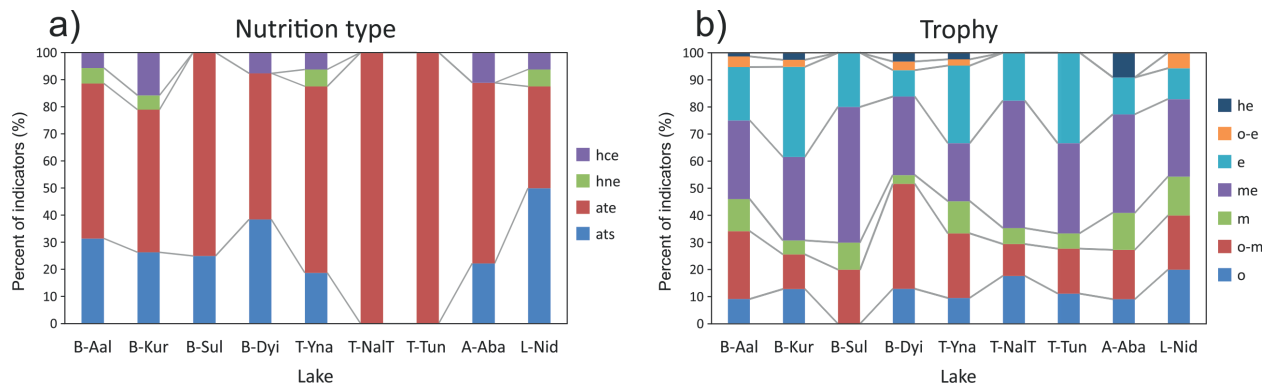 a)
Nutrition type
Percent of indicators (%)
100
90
80
70
60
50
40
30
20
10
0
B-Aal B-Kur B-Sul B-Dyi T-Yna T-NalT T-Tun A-Aba L-Nid
Lake
hce
hne
ate
ats
b)
Trophy
Percent of indicators (%)
100
90
80
70
60
50
40
30
20
10
0
B-Aal B-Kur B-Sul B-Dyi T-Yna T-NalT T-Tun A-Aba L-Nid
Lake
he
o-e
e
me
m
o-m
o